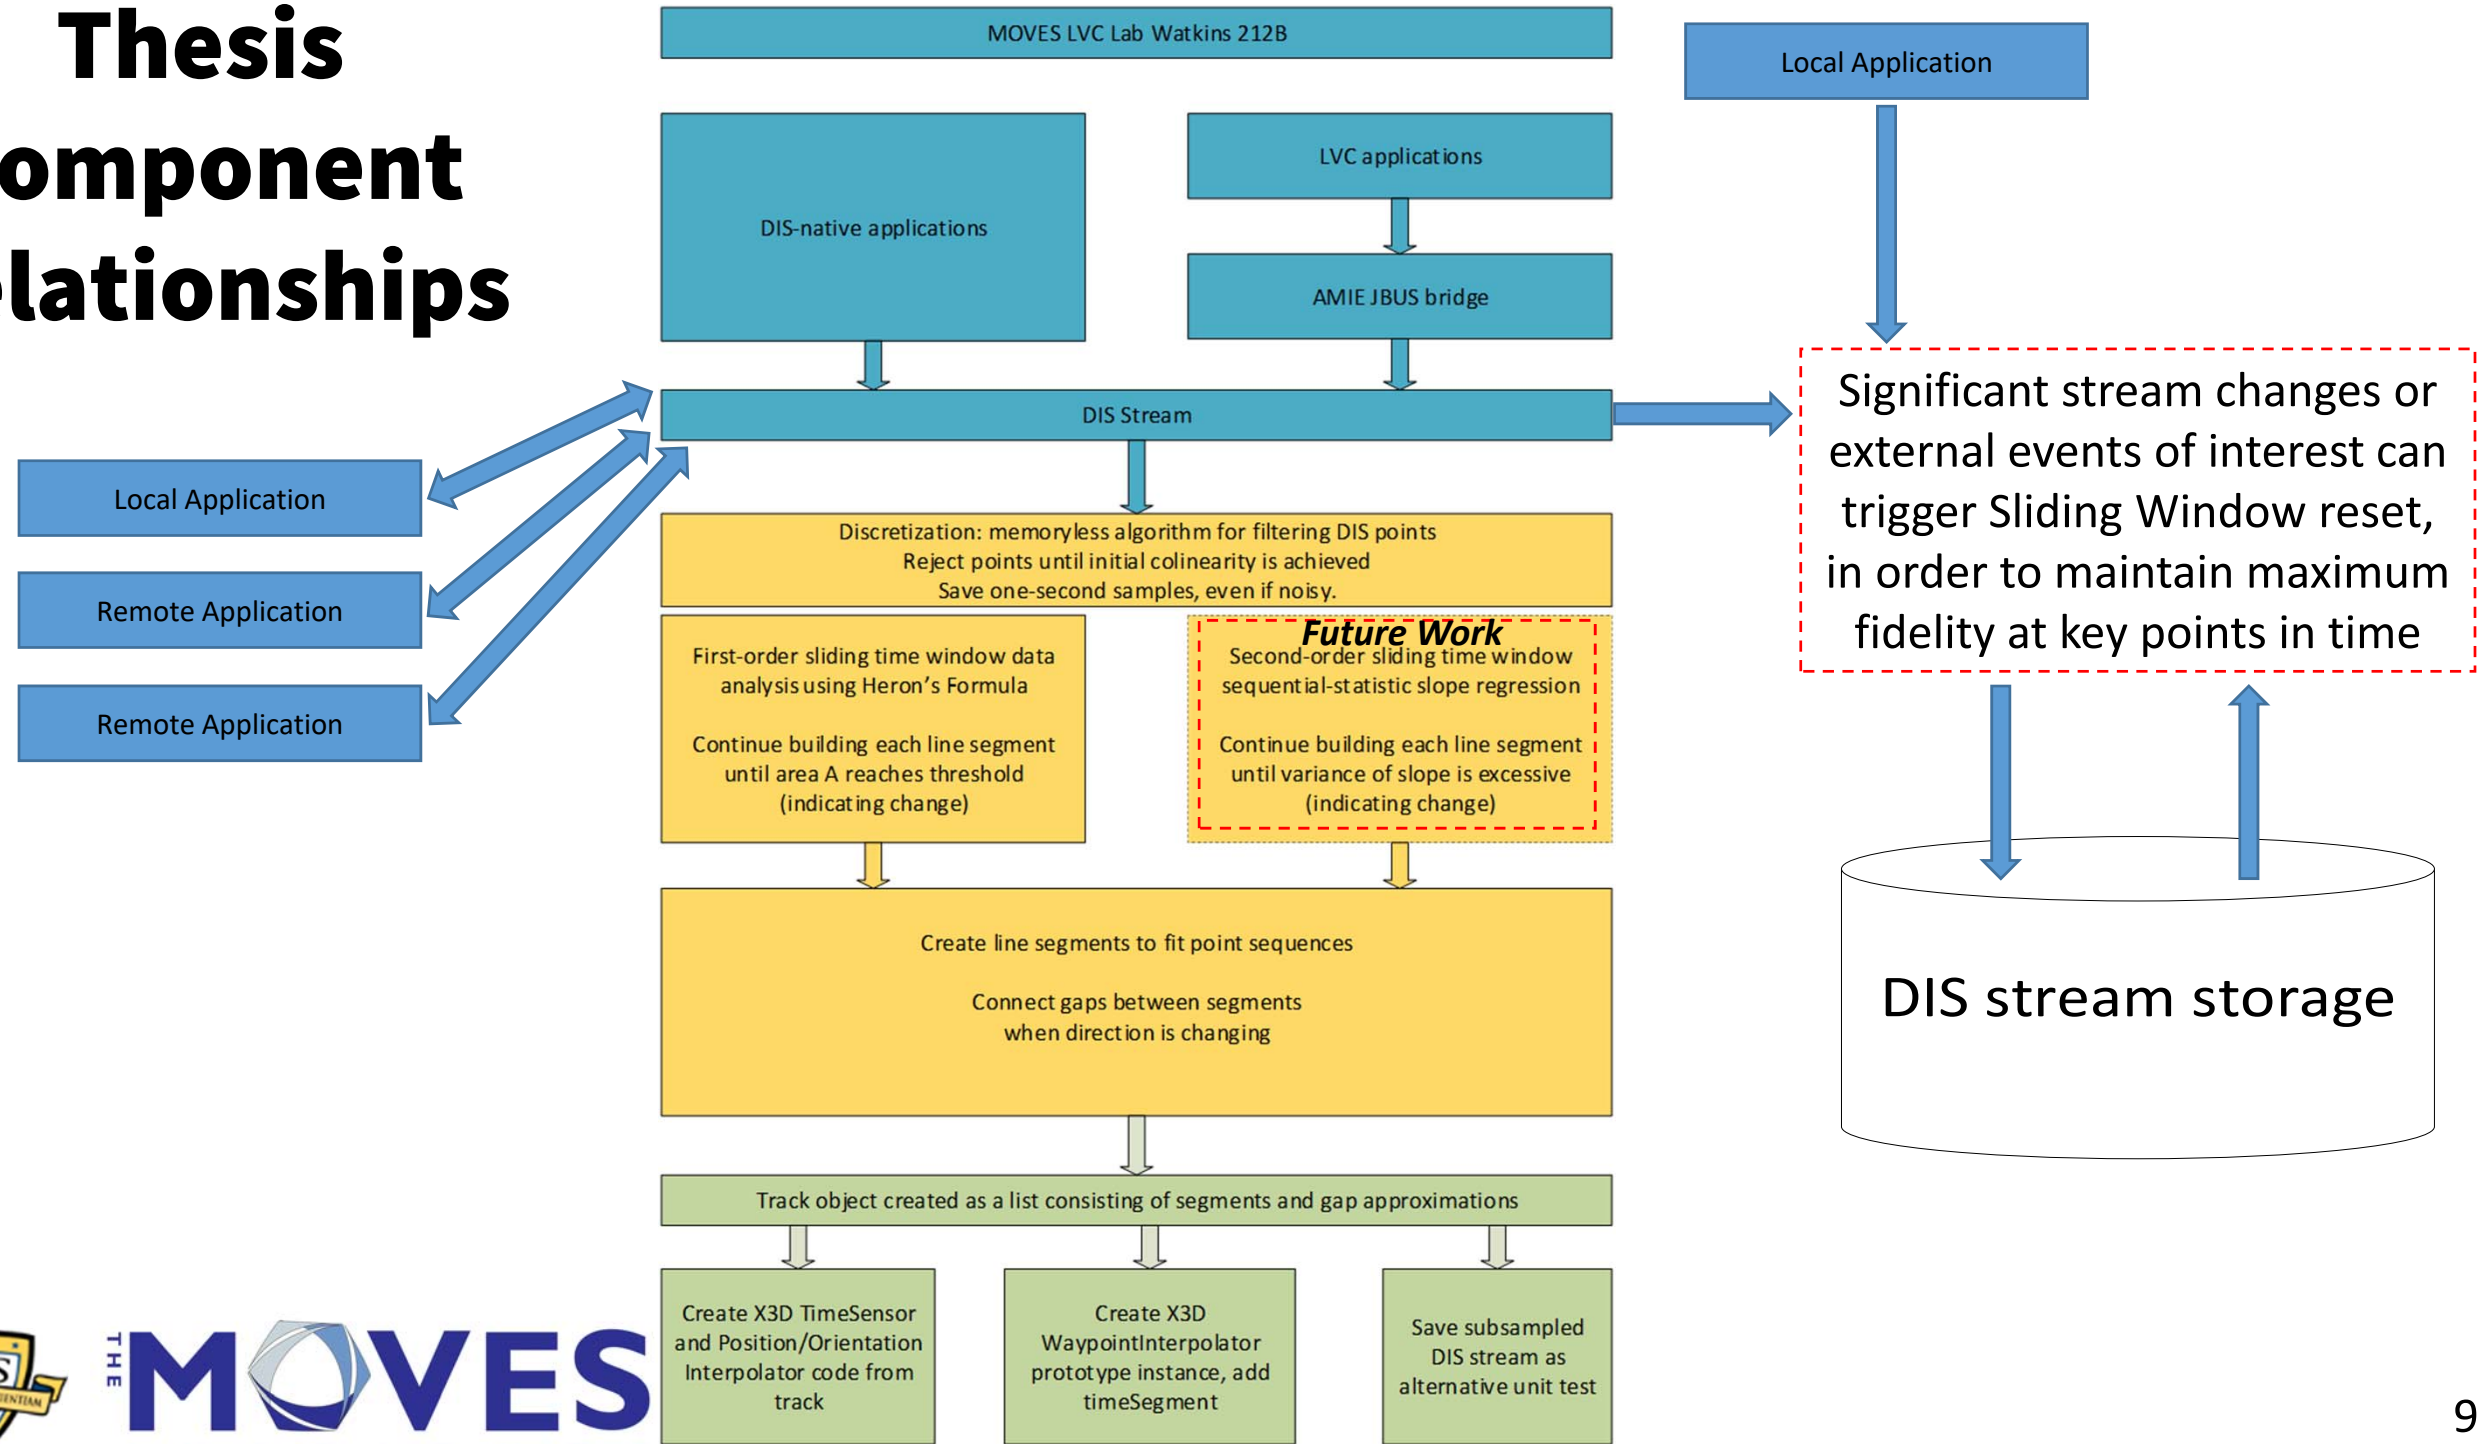 Thesis
omponent
elationships
MOVES LVC Lab Watkins 212B
Local Application
DIS-native applications
LVC applications
AMIE JBUS bridge
DIS Stream
Local Application
Remote Application
Remote Application
Significant stream changes or
external events of interest can
trigger Sliding Window reset,
in order to maintain maximum
fidelity at key points in time
Discretization: memoryless algorithm for filtering DIS points
Reject points until initial colinearity is achieved
Save one-second samples, even if noisy.
First-order sliding time window data
analysis using Heron's Formula
Continue building each line segment
until area A reaches threshold
(indicating change)
Future Work
Second-order sliding time window
sequential-statistic slope regression
Continue building each line segment
until variance of slope is excessive
(indicating change)
Create line segments to fit point sequences
Connect gaps between segments
when direction is changing
DIS stream storage
Track object created as a list consisting of segments and gap approximations
Create X3D TimeSensor
and Position/Orientation
Interpolator code from
track
Create X3D
WaypointInterpolator
prototype instance, add
timeSegment
Save subsampled
DIS stream as
alternative unit test
THE MOVES
9